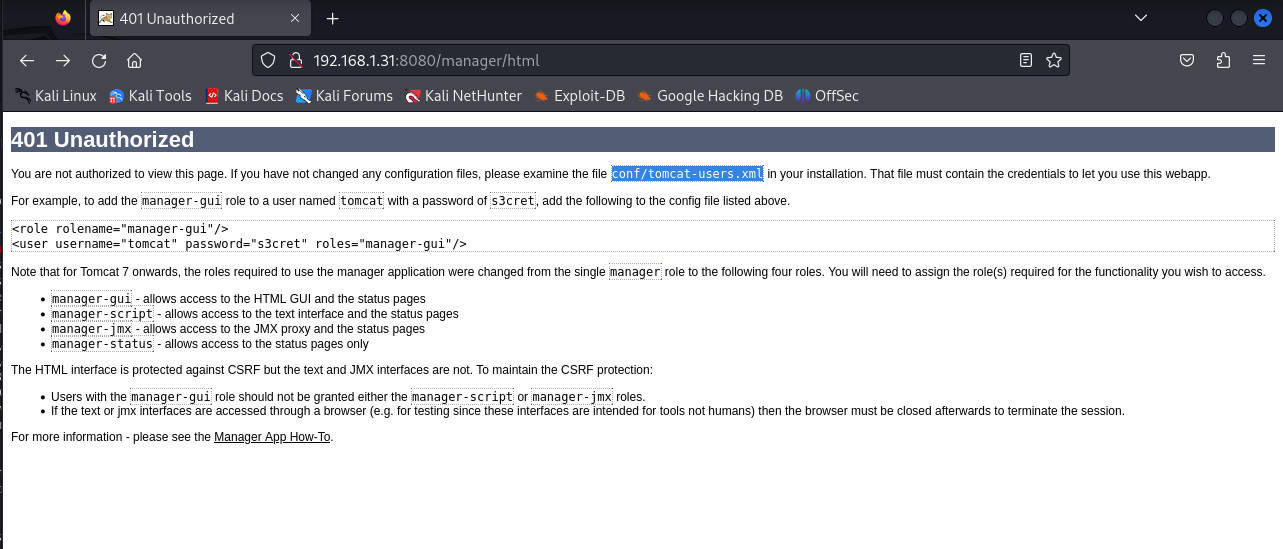 401 Unauthorized
192.168.1.31:8080/manager/html
Kali Linux Kali Tools Kali Docs Kali Forums Kali NetHunter Exploit-DB Google Hacking DB OffSec
401 Unauthorized
You are not authorized to view this page. If you have not changed any configuration files, please examine the file conf/tomcat-users.xml in your installation. That file must contain the credentials to let you use this webapp.
For example, to add the manager-gui role to a user named tomcat with a password of s3cret, add the following to the config file listed above.
<role rolename="manager-gui"/>
<user username="tomcat" password="s3cret" roles="manager-gui"/>
Note that for Tomcat 7 onwards, the roles required to use the manager application were changed from the single manager role to the following four roles. You will need to assign the role(s) required for the functionality you wish to access.
• manager-gui - allows access to the HTML GUI and the status pages
• manager-script - allows access to the text interface and the status pages
• manager-jmx - allows access to the JMX proxy and the status pages
• manager-status - allows access to the status pages only
The HTML interface is protected against CSRF but the text and JMX interfaces are not. To maintain the CSRF protection:
• Users with the manager-gui role should not be granted either the manager-script or manager-jmx roles.
• If the text or jmx interfaces are accessed through a browser (e.g. for testing since these interfaces are intended for tools not humans) then the browser must be closed afterwards to terminate the session.
For more information - please see the Manager App How-To.